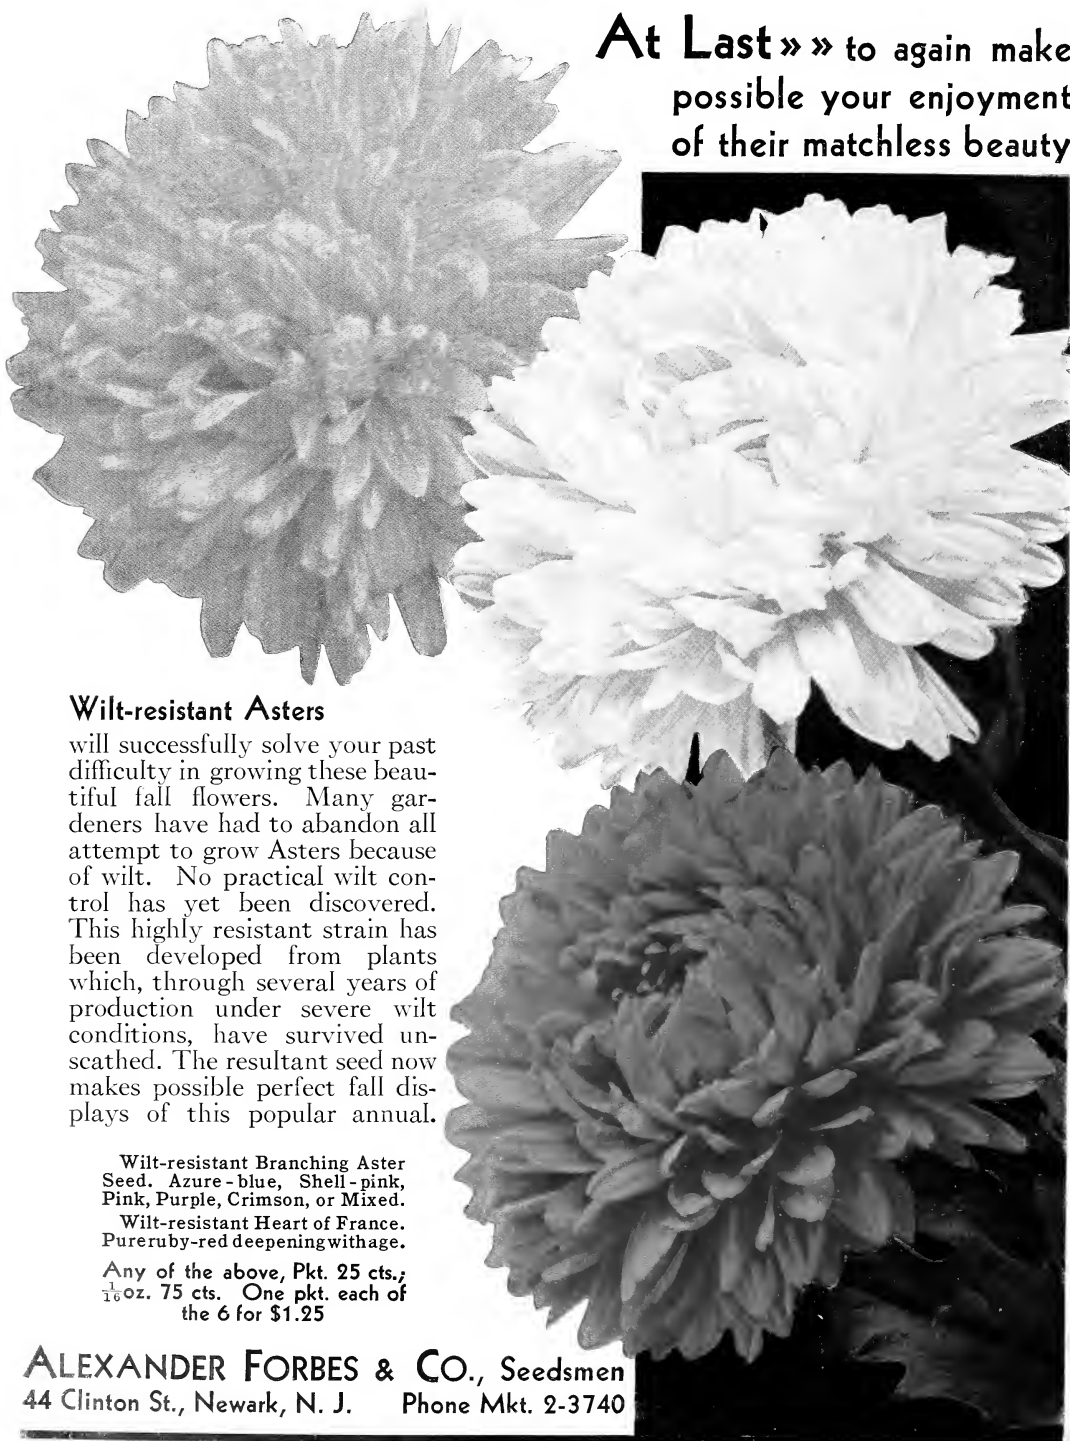 At Last » » to again make
possible your enjoyment
of their matchless beauty
Wilt-resistant Asters
will successfully solve your past
difficulty in growing these beau-
tiful fall flowers. Many gar-
deners have had to abandon all
attempt to grow Asters because
of wilt. No practical wilt con-
trol has yet been discovered.
This highly resistant strain has
been developed from plants
which, through several years of
production under severe wilt
conditions, have survived un-
scathed. The resultant seed now
makes possible perfect fall dis-
plays of this popular annual.
Wilt-resistant Branching Aster
Seed. Azure-blue, Shell-pink,
Pink, Purple, Crimson, or Mixed.
Wilt-resistant Heart of France.
Pure ruby-red deepening with age.
Any of the above, Pkt. 25 cts.;
1/16 oz. 75 cts. One pkt. each of
the 6 for $1.25
ALEXANDER FORBES & CO., Seedsmen
44 Clinton St., Newark, N. J. Phone Mkt. 2-3740